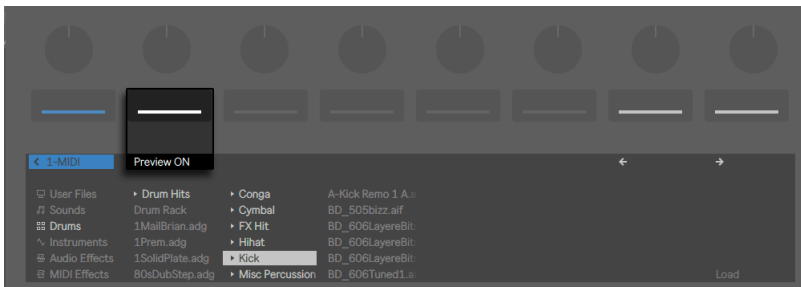 < 1-MIDI Preview ON ← →
User Files ▸ Drum Hits ▸ Conga A-Kick Remo 1 A.
Sounds Drum Rack ▸ Cymbal BD_505bizz.aif
Drums 1MailBrian.adg ▸ FX Hit BD_606LayereBit
Instruments 1Prem.adg ▸ Hihat BD_606LayereBit
Audio Effects 1SolidPlate.adg ▸ Kick BD_606LayereBit
MIDI Effects 80sDubStep.adg ▸ Misc Percussion BD_606Tuned1.a Load